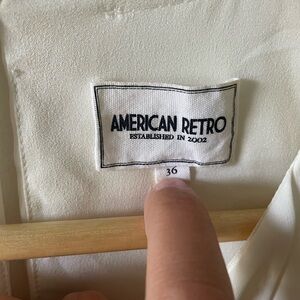 AMERICAN RETRO
ESTABLISHED IN 2002
36